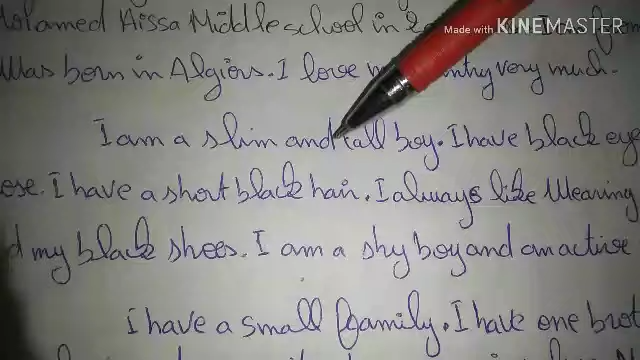 Made with KINEMASTER
Mohamed Aissa Middle school in
Was born in Algiers. I love very much.
I am a slim and tall boy. I have black eye
ose. I have a short black hair. I always like Wearing
d my black shoes. I am a shy boy and an active
I have a small family. I have one brot